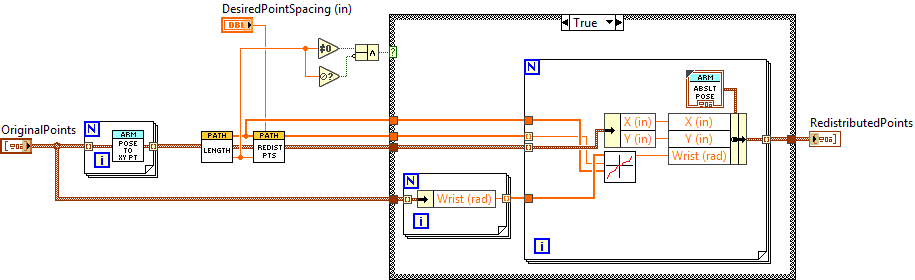 DesiredPointSpacing (in)
DBL
True
≠0
∧
?
∅?
N
ARM
ABSLT
POSE
OriginalPoints
N
ARM
POSE
TO
XY PT
i
PATH
LENGTH
PATH
REDIST
PTS
X (in)
Y (in)
X (in)
Y (in)
Wrist (rad)
RedistributedPoints
N
Wrist (rad)
i
i